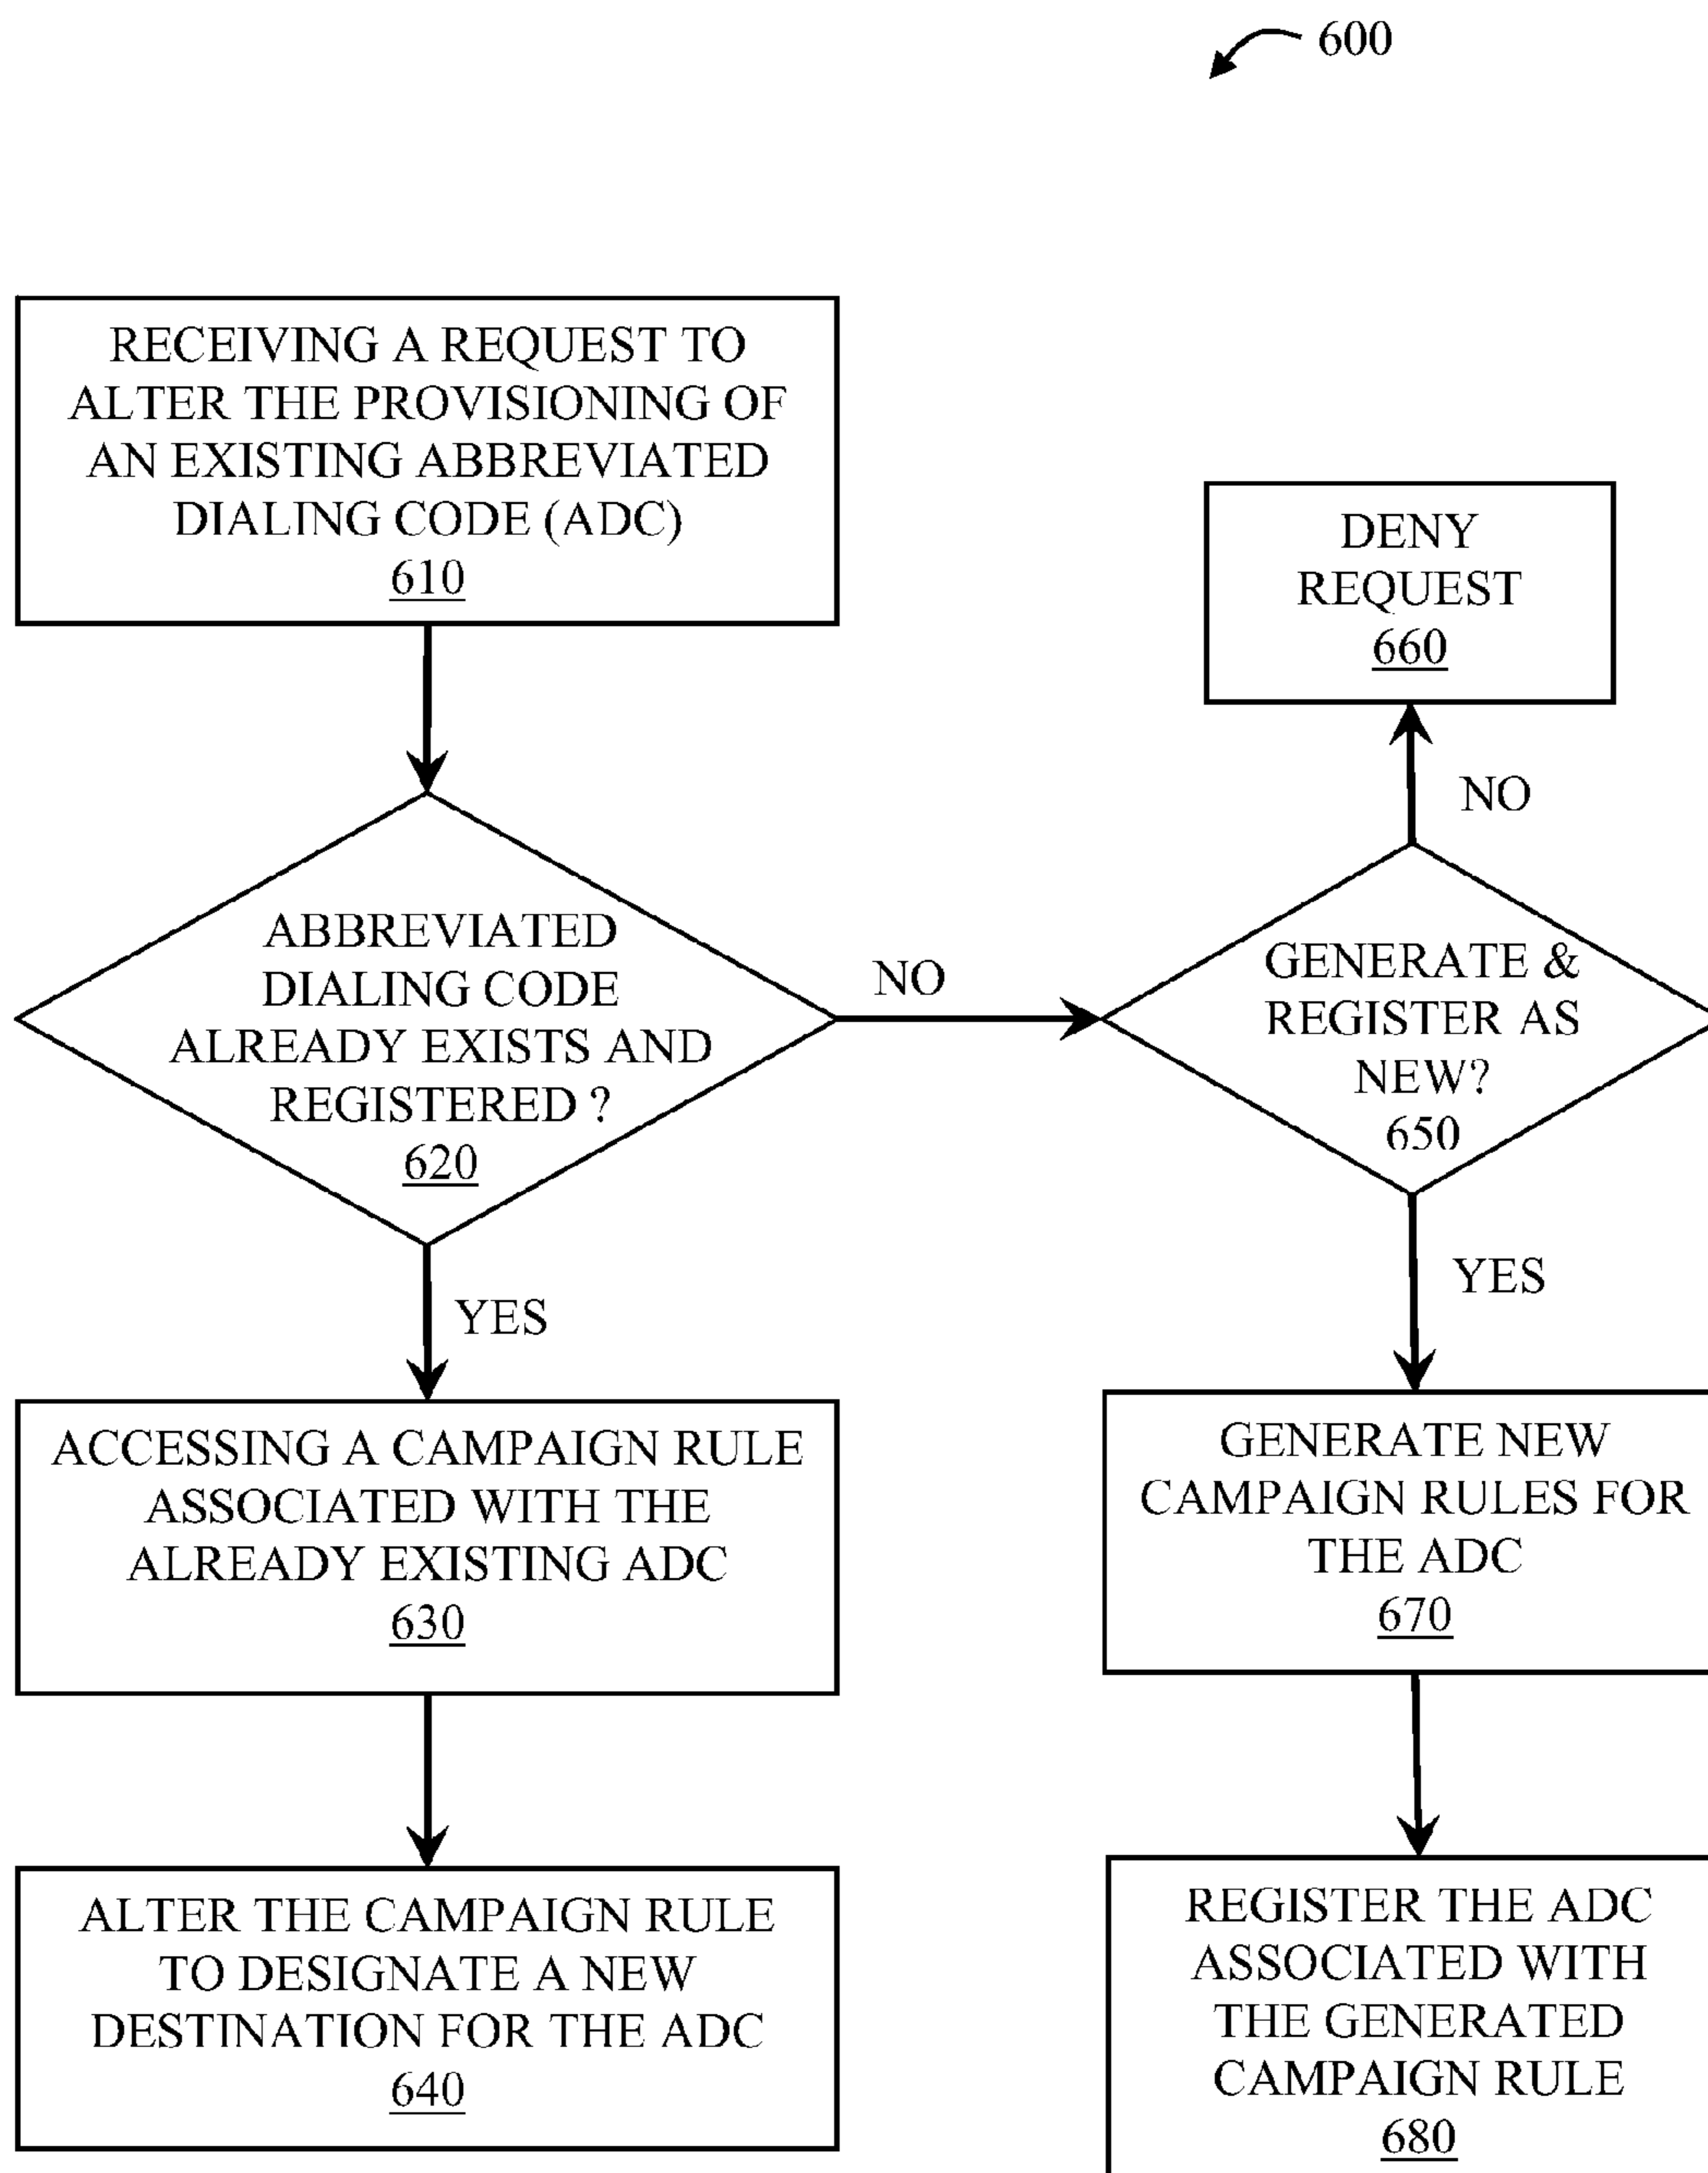 600
RECEIVING A REQUEST TO
ALTER THE PROVISIONING OF
AN EXISTING ABBREVIATED
DIALING CODE (ADC)
610
ABBREVIATED
DIALING CODE
ALREADY EXISTS AND
REGISTERED ?
620
YES
NO
ACCESSING A CAMPAIGN RULE
ASSOCIATED WITH THE
ALREADY EXISTING ADC
630
ALTER THE CAMPAIGN RULE
TO DESIGNATE A NEW
DESTINATION FOR THE ADC
640
GENERATE &
REGISTER AS
NEW?
650
NO
DENY
REQUEST
660
YES
GENERATE NEW
CAMPAIGN RULES FOR
THE ADC
670
REGISTER THE ADC
ASSOCIATED WITH
THE GENERATED
CAMPAIGN RULE
680